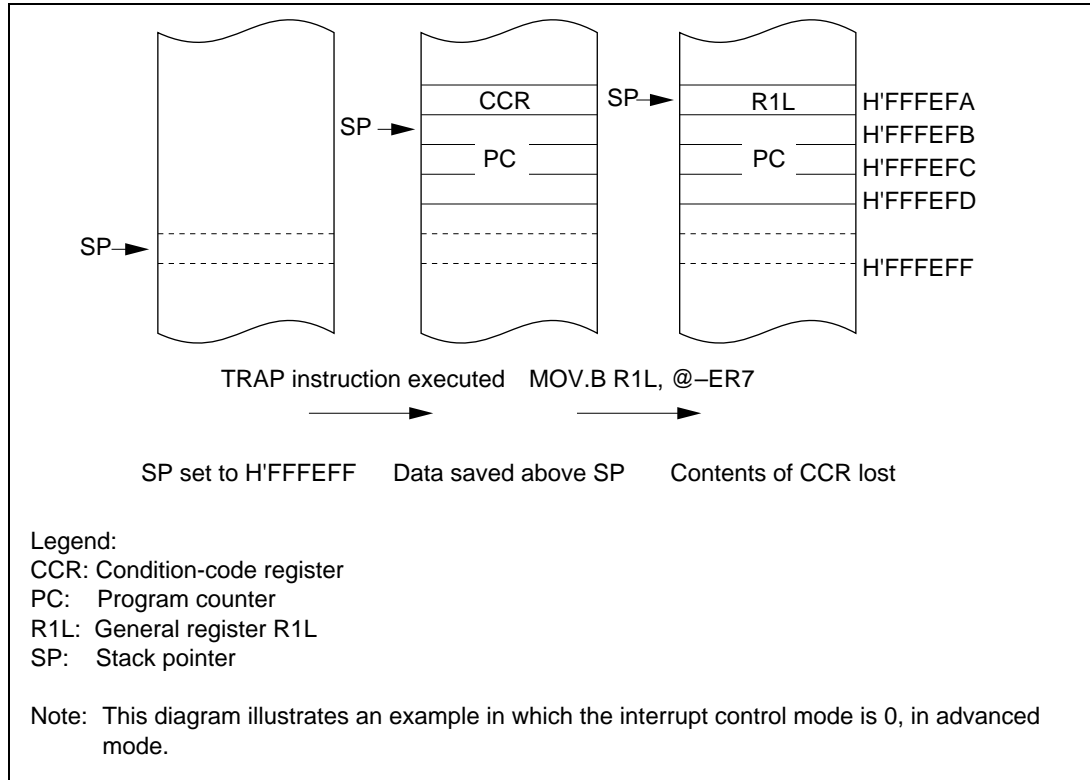 CCR
SP
R1L
H'FFFEFA
SP
H'FFFEFB
PC
PC
H'FFFEFC
H'FFFEFD
SP
H'FFFEFF
TRAP instruction executed
MOV.B R1L, @–ER7
SP set to H'FFFEFF
Data saved above SP
Contents of CCR lost
Legend:
CCR: Condition-code register
PC: Program counter
R1L: General register R1L
SP: Stack pointer
Note: This diagram illustrates an example in which the interrupt control mode is 0, in advanced
mode.